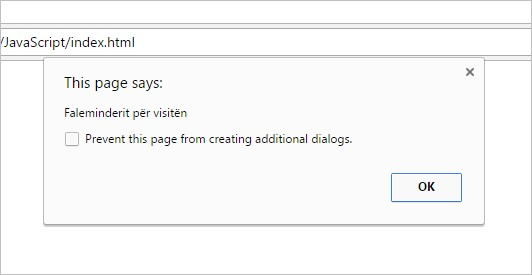 /JavaScript/index.html
This page says:
Faleminderit për visitën
Prevent this page from creating additional dialogs.
OK